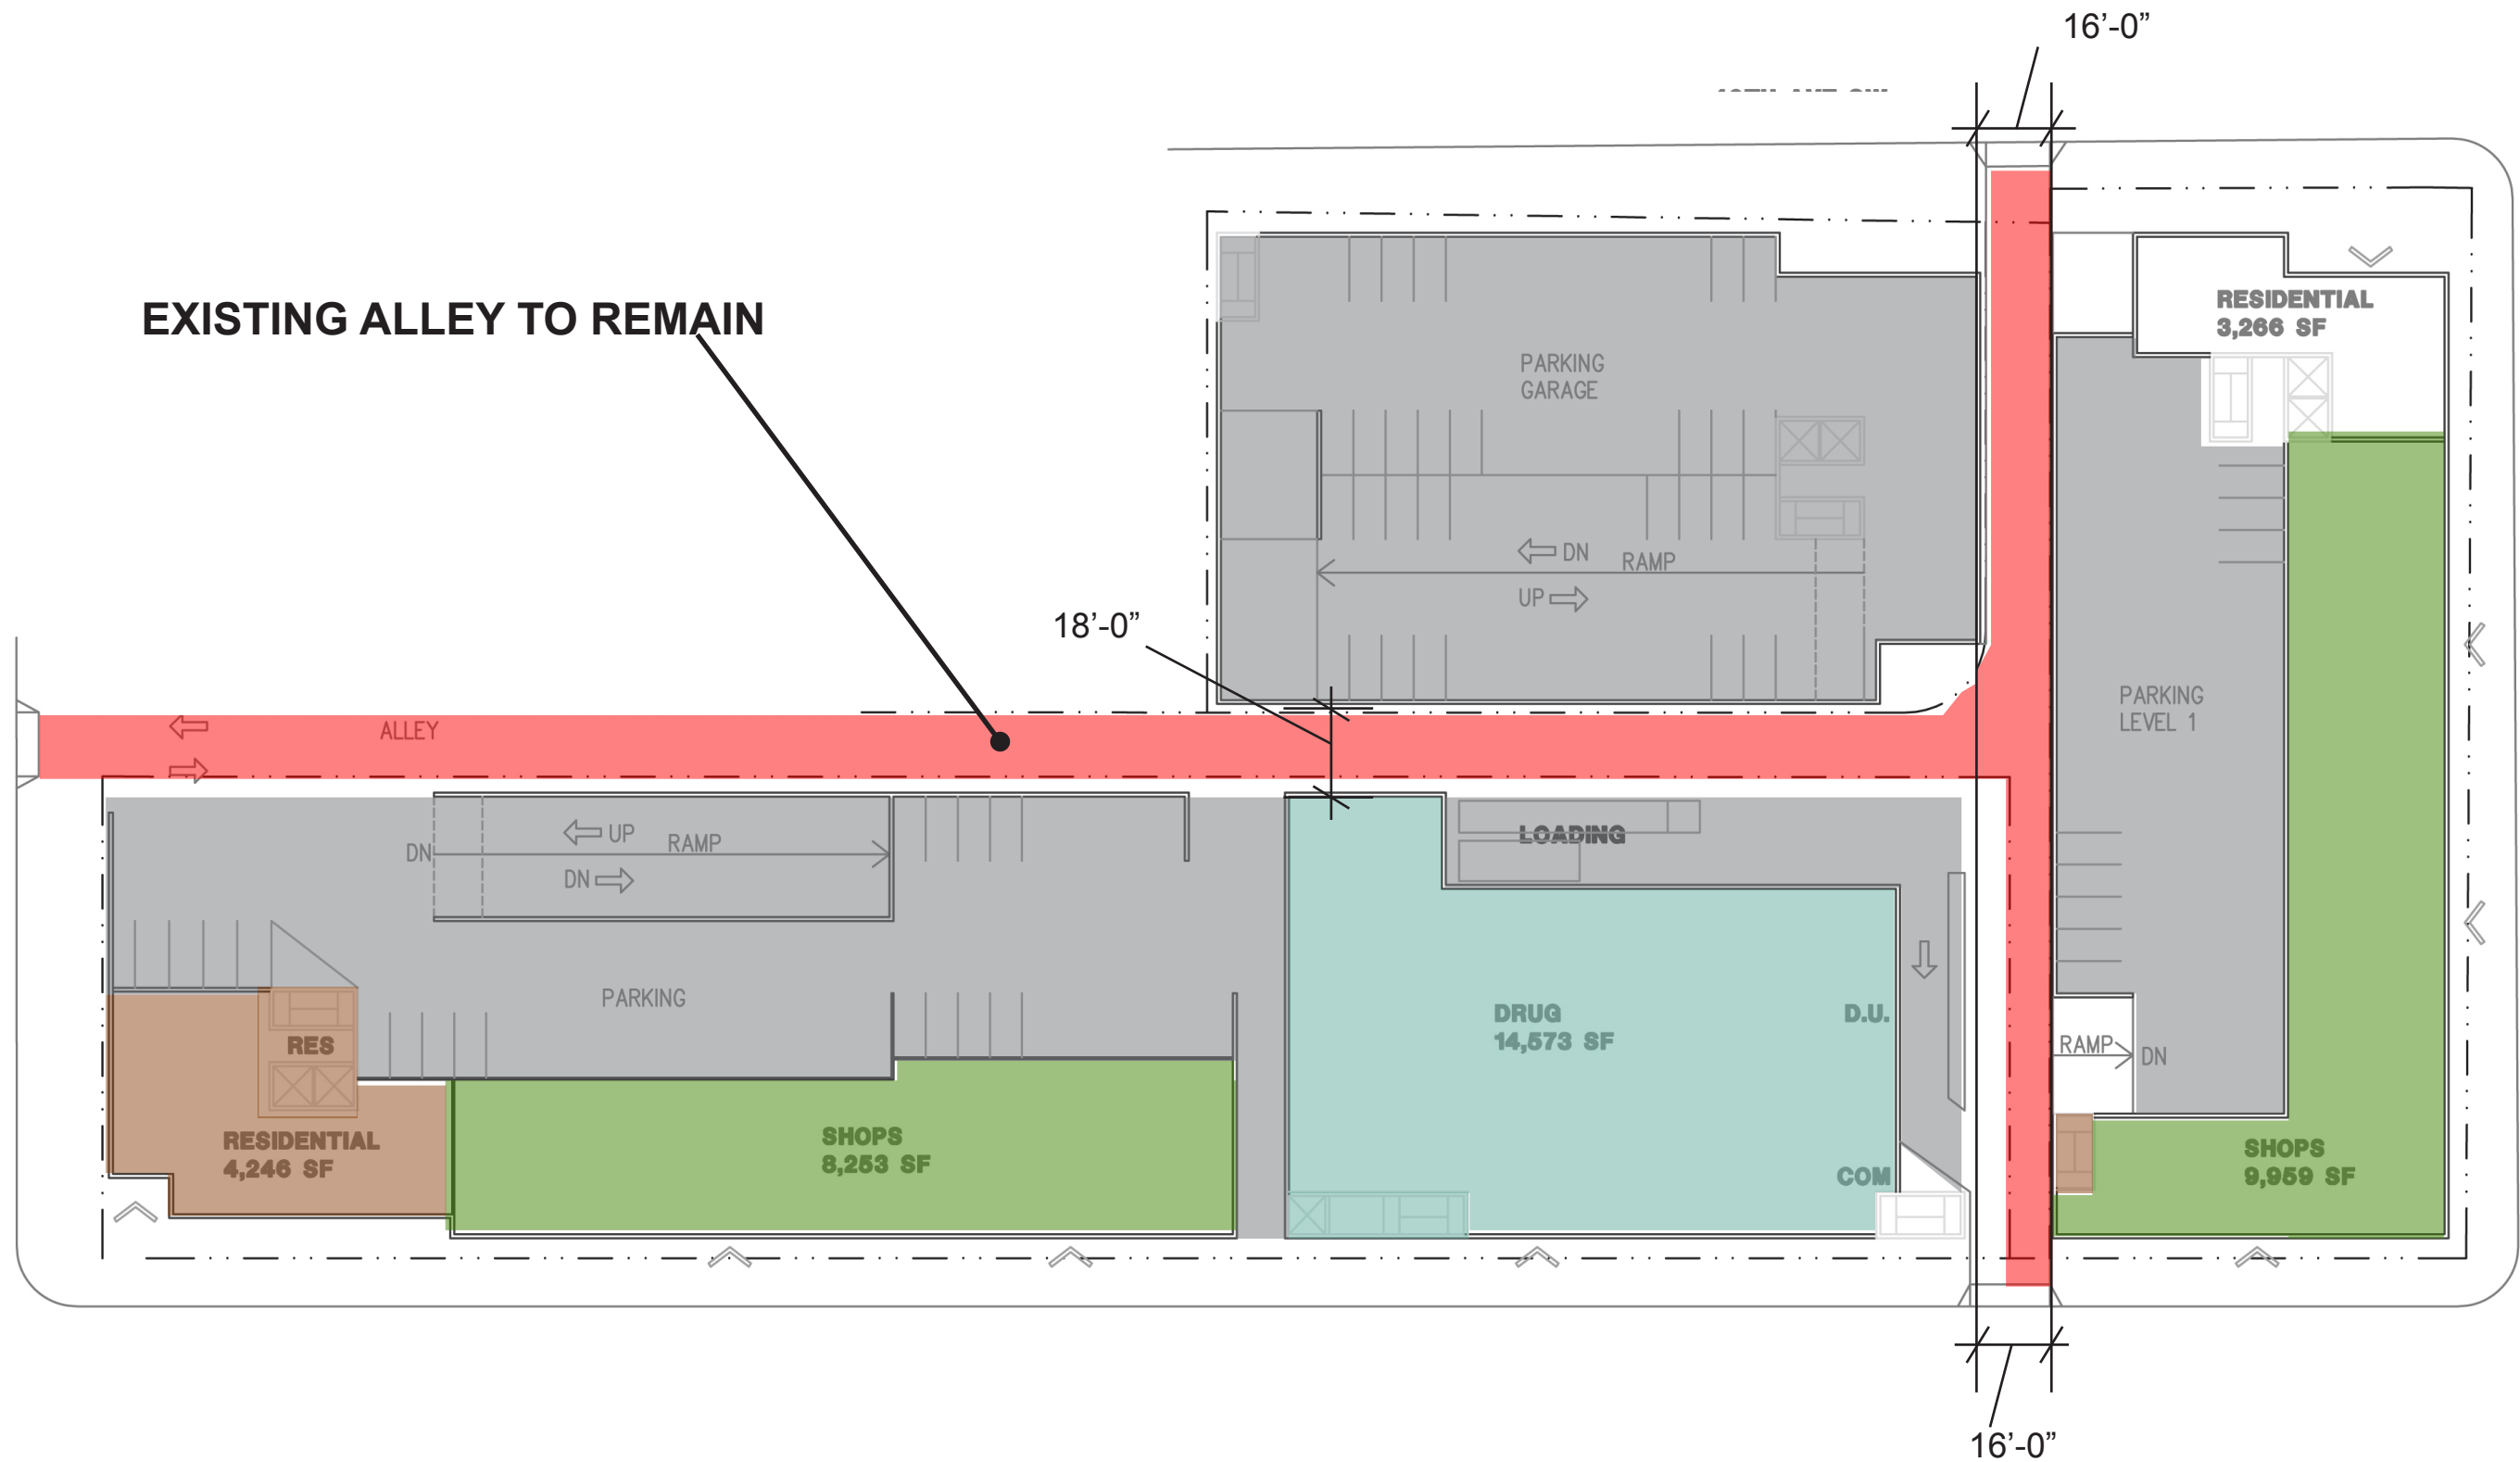 16’-0”
EXISTING ALLEY TO REMAIN
RESIDENTIAL
3,266 SF
PARKING
GARAGE
DN
RAMP
UP
18’-0”
PARKING
LEVEL 1
ALLEY
UP
RAMP
DN
DN
LOADING
PARKING
DRUG
14,573 SF
D.U.
RES
RAMP
DN
RESIDENTIAL
4,246 SF
SHOPS
8,253 SF
COM
SHOPS
9,959 SF
16’-0”